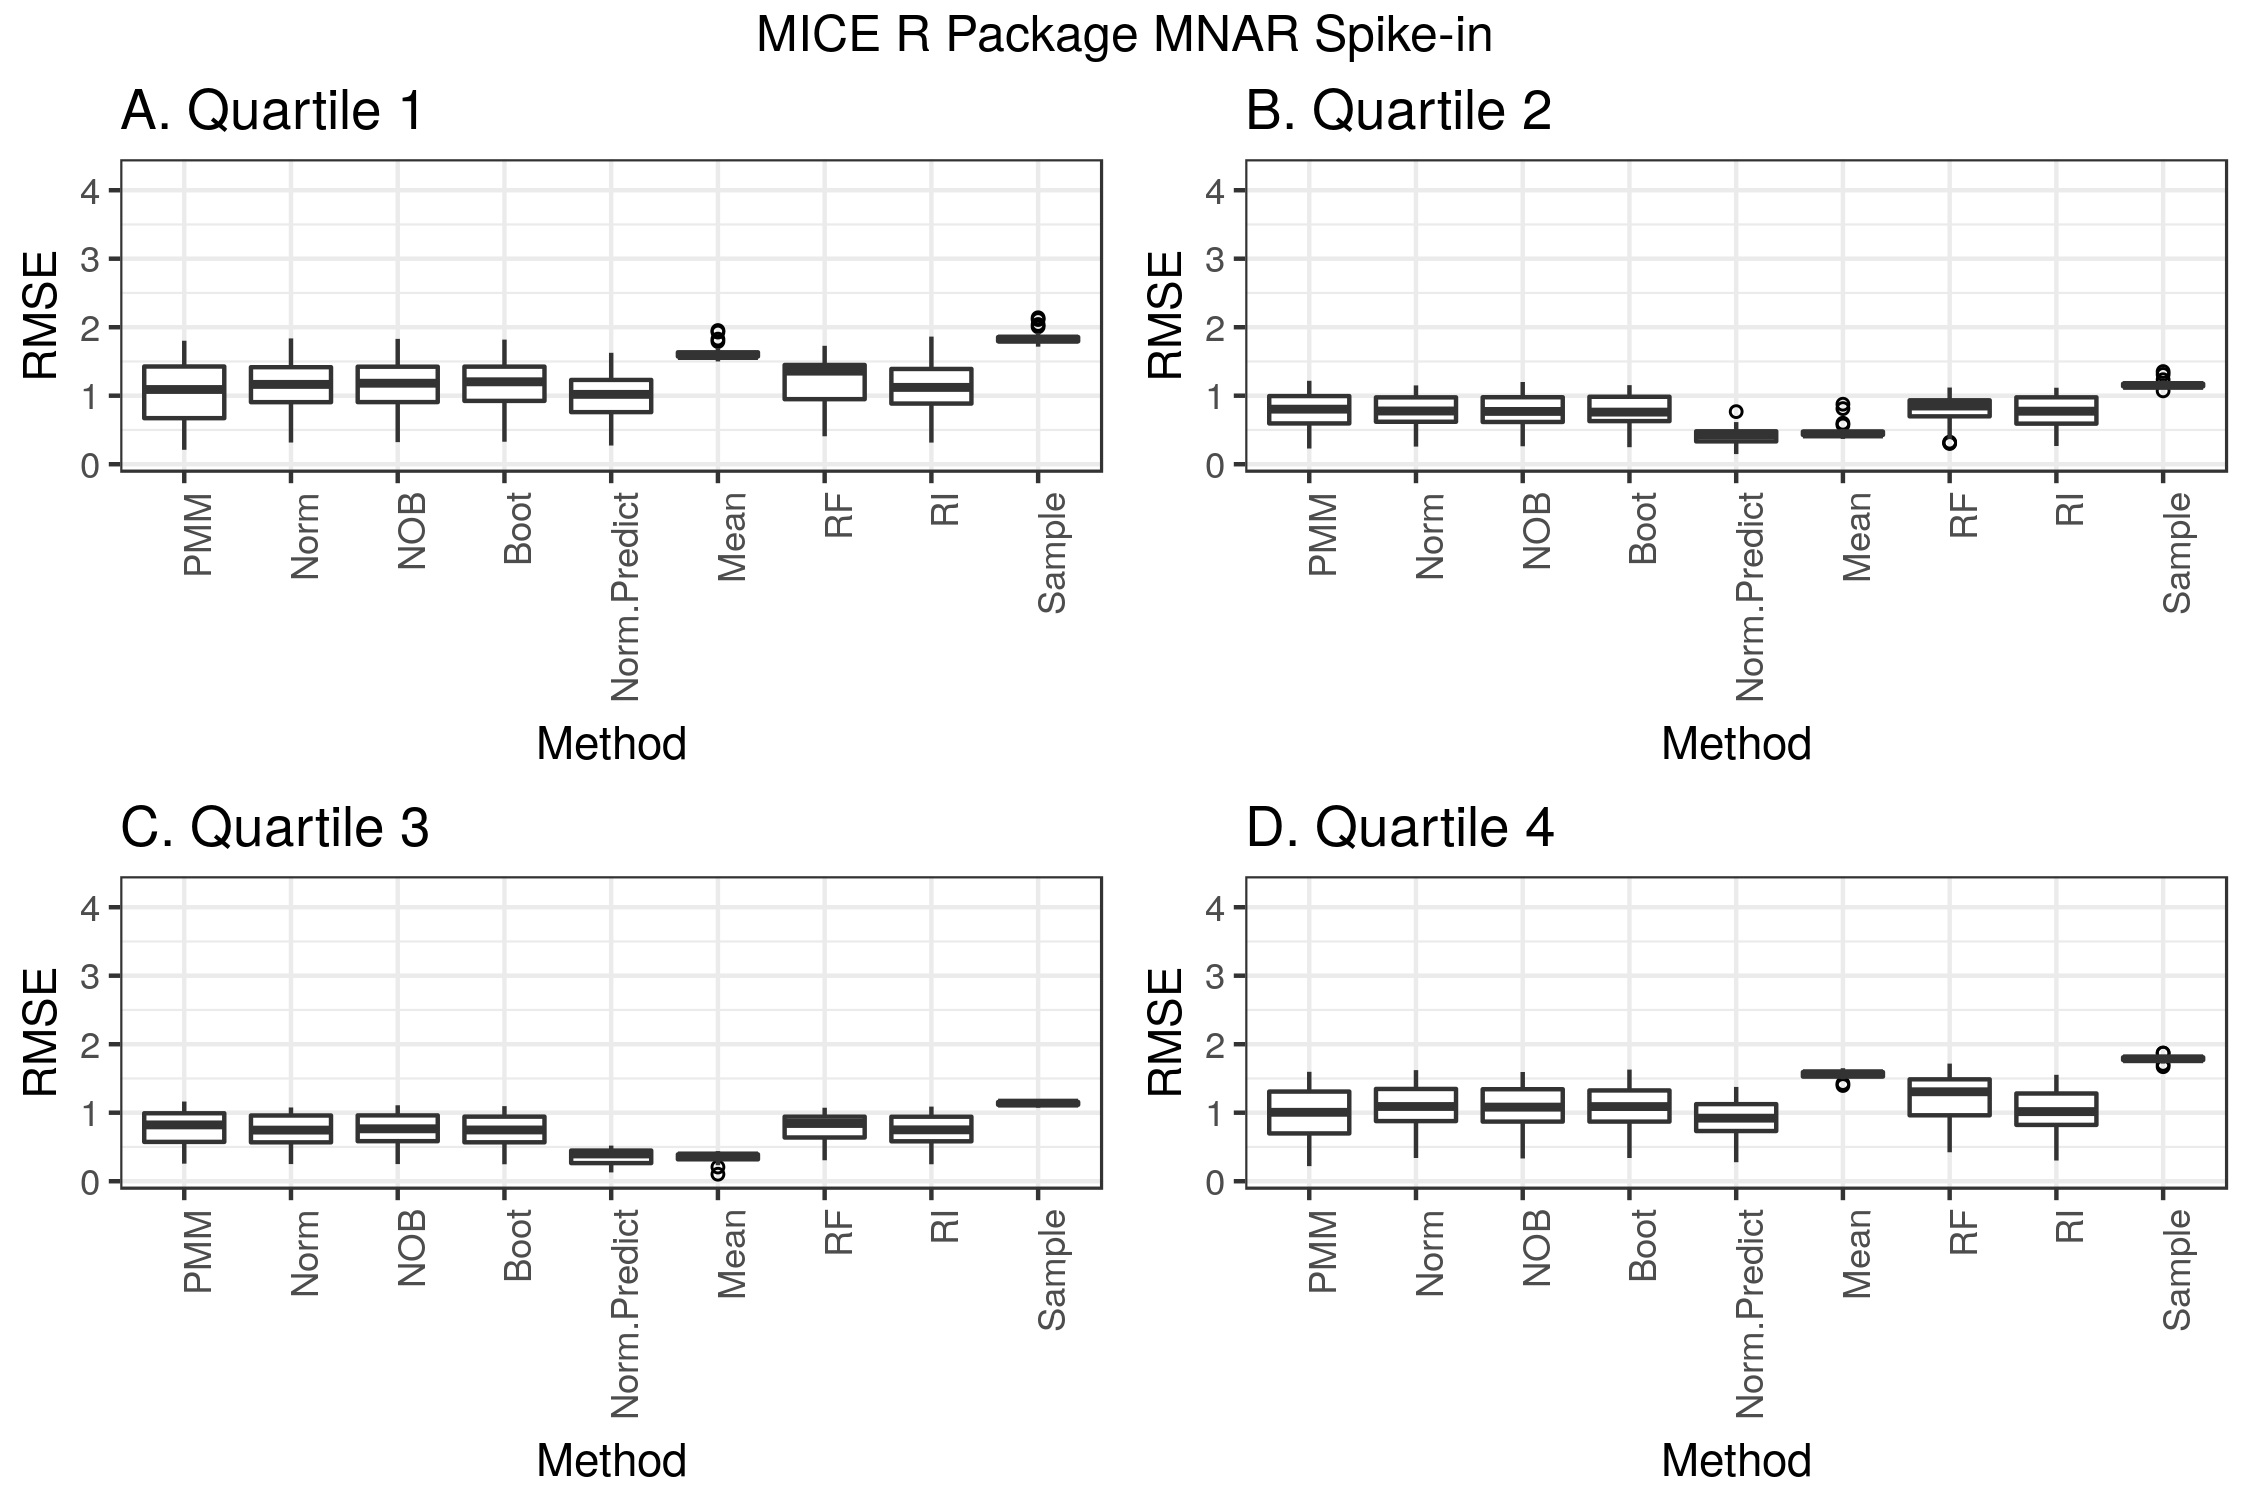 MICE R Package MNAR Spike-in
A. Quartile 1
RMSE
4
3
2
1
0
PMM
Norm
NOB
Boot
Norm.Predict
Mean
RF
RI
Sample
Method
B. Quartile 2
RMSE
4
3
2
1
0
PMM
Norm
NOB
Boot
Norm.Predict
Mean
RF
RI
Sample
Method
C. Quartile 3
RMSE
4
3
2
1
0
PMM
Norm
NOB
Boot
Norm.Predict
Mean
RF
RI
Sample
Method
D. Quartile 4
RMSE
4
3
2
1
0
PMM
Norm
NOB
Boot
Norm.Predict
Mean
RF
RI
Sample
Method